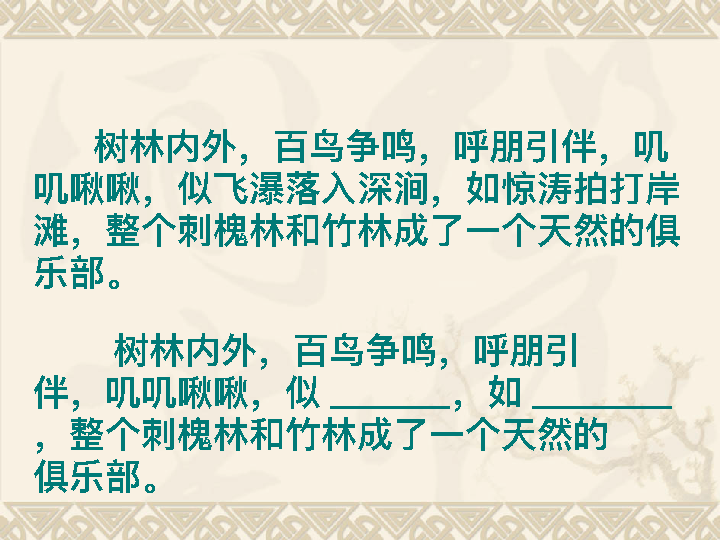 树林内外，百鸟争鸣，呼朋引伴，叽
叽啾啾，似飞瀑落入深涧，如惊涛拍打岸
滩，整个刺槐林和竹林成了一个天然的俱
乐部。
树林内外，百鸟争鸣，呼朋引
伴，叽叽啾啾，似 ______，如 _______
，整个刺槐林和竹林成了一个天然的
俱乐部。